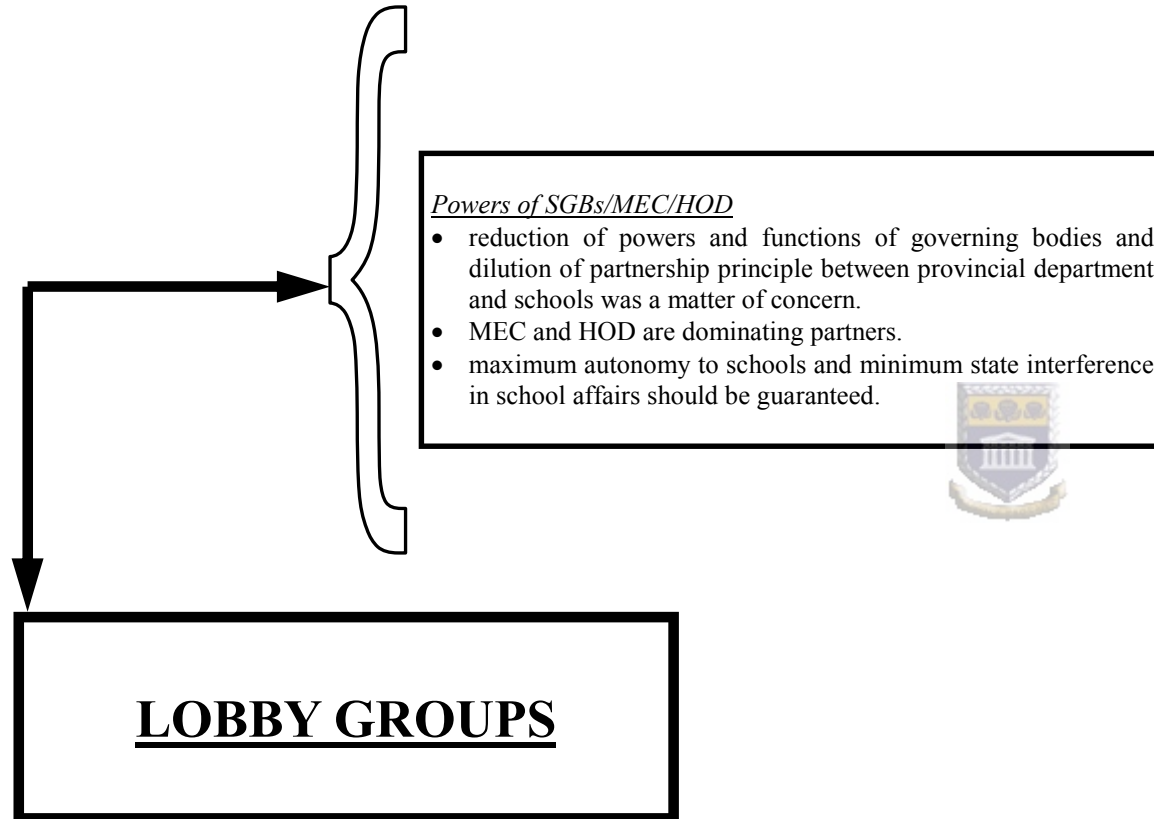 Powers of SGBs/MEC/HOD
• reduction of powers and functions of governing bodies and
dilution of partnership principle between provincial department
and schools was a matter of concern.
• MEC and HOD are dominating partners.
• maximum autonomy to schools and minimum state interference
in school affairs should be guaranteed.
LOBBY GROUPS